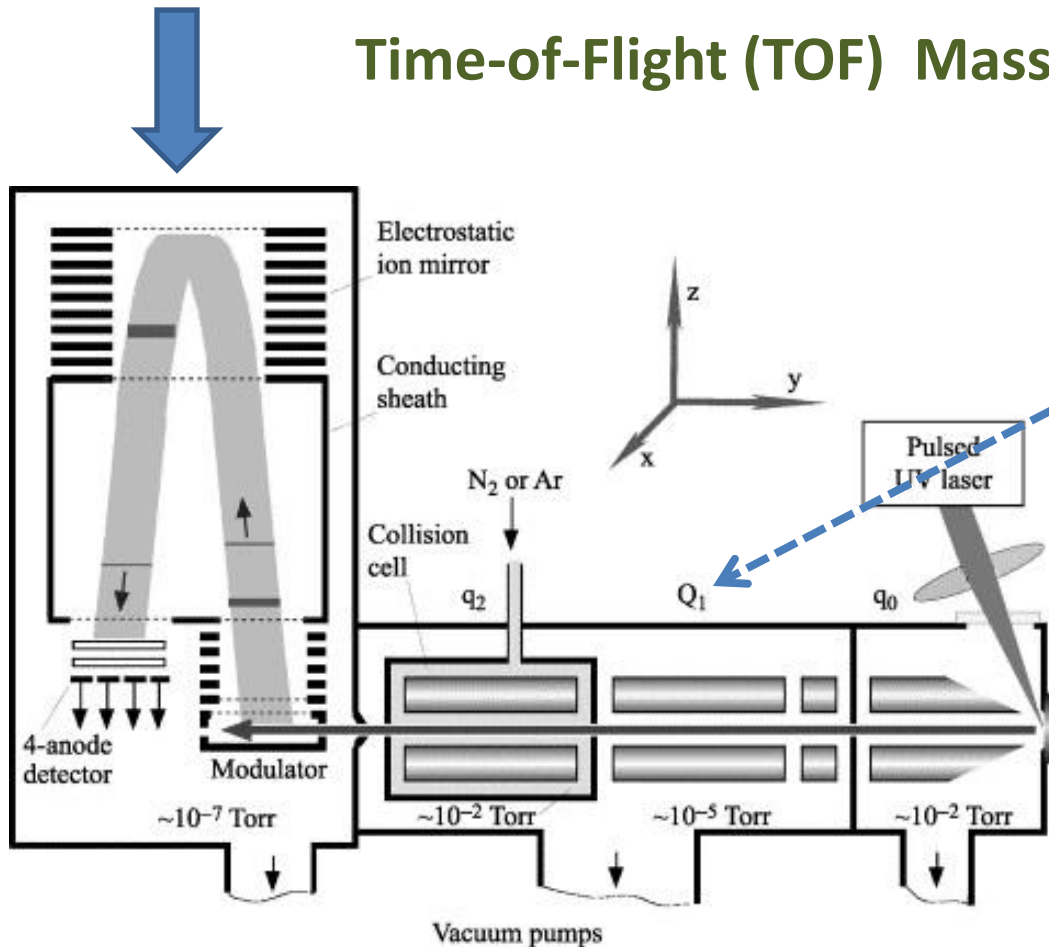 Time-of-Flight (TOF) Mass
Electrostatic
ion mirror
Conducting
sheath
z
y
x
Pulsed
UV laser
N₂ or Ar
Collision
cell
q₂
Q₁
q₀
4-anode
detector
Modulator
~10⁻⁷ Torr
~10⁻² Torr
~10⁻⁵ Torr
~10⁻² Torr
Vacuum pumps